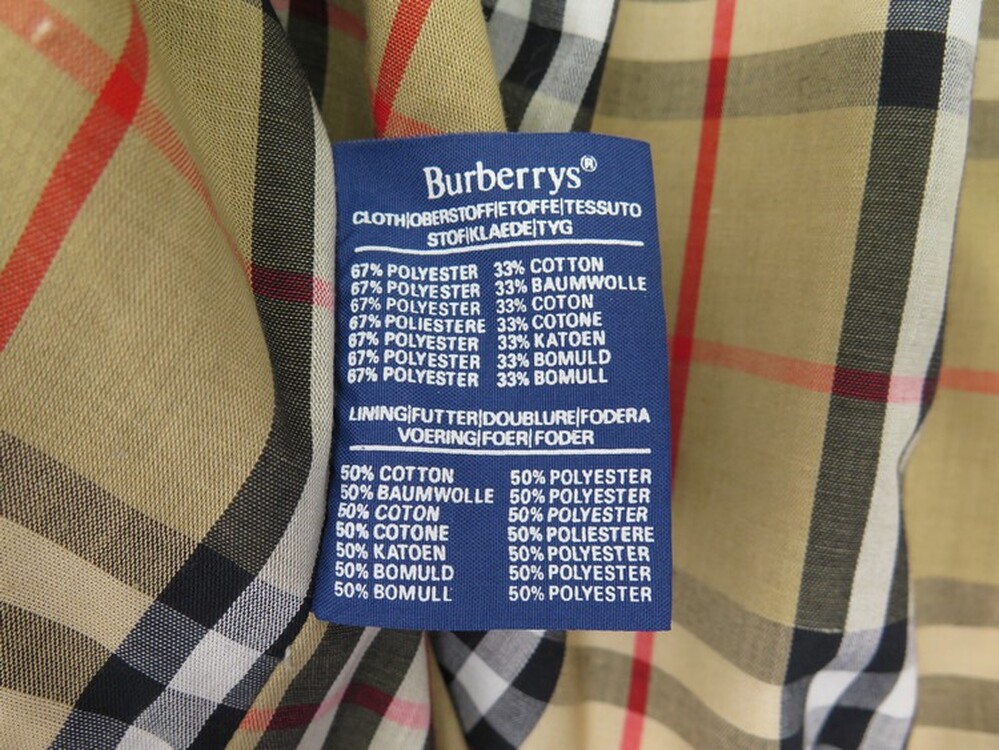 Burberrys®
CLOTH|OBERSTOFF|ETOFFE|TESSUTO
STOF|KLAEDE|TYG
67% POLYESTER 33% COTTON
67% POLYESTER 33% BAUMWOLLE
67% POLYESTER 33% COTON
67% POLIESTERE 33% COTONE
67% POLYESTER 33% KATOEN
67% POLYESTER 33% BOMULD
67% POLYESTER 33% BOMULL
LINING|FUTTER|DOUBLURE|FODERA
VOERING|FOER|FODER
50% COTTON 50% POLYESTER
50% BAUMWOLLE 50% POLYESTER
50% COTON 50% POLYESTER
50% COTONE 50% POLIESTERE
50% KATOEN 50% POLYESTER
50% BOMULD 50% POLYESTER
50% BOMULL 50% POLYESTER